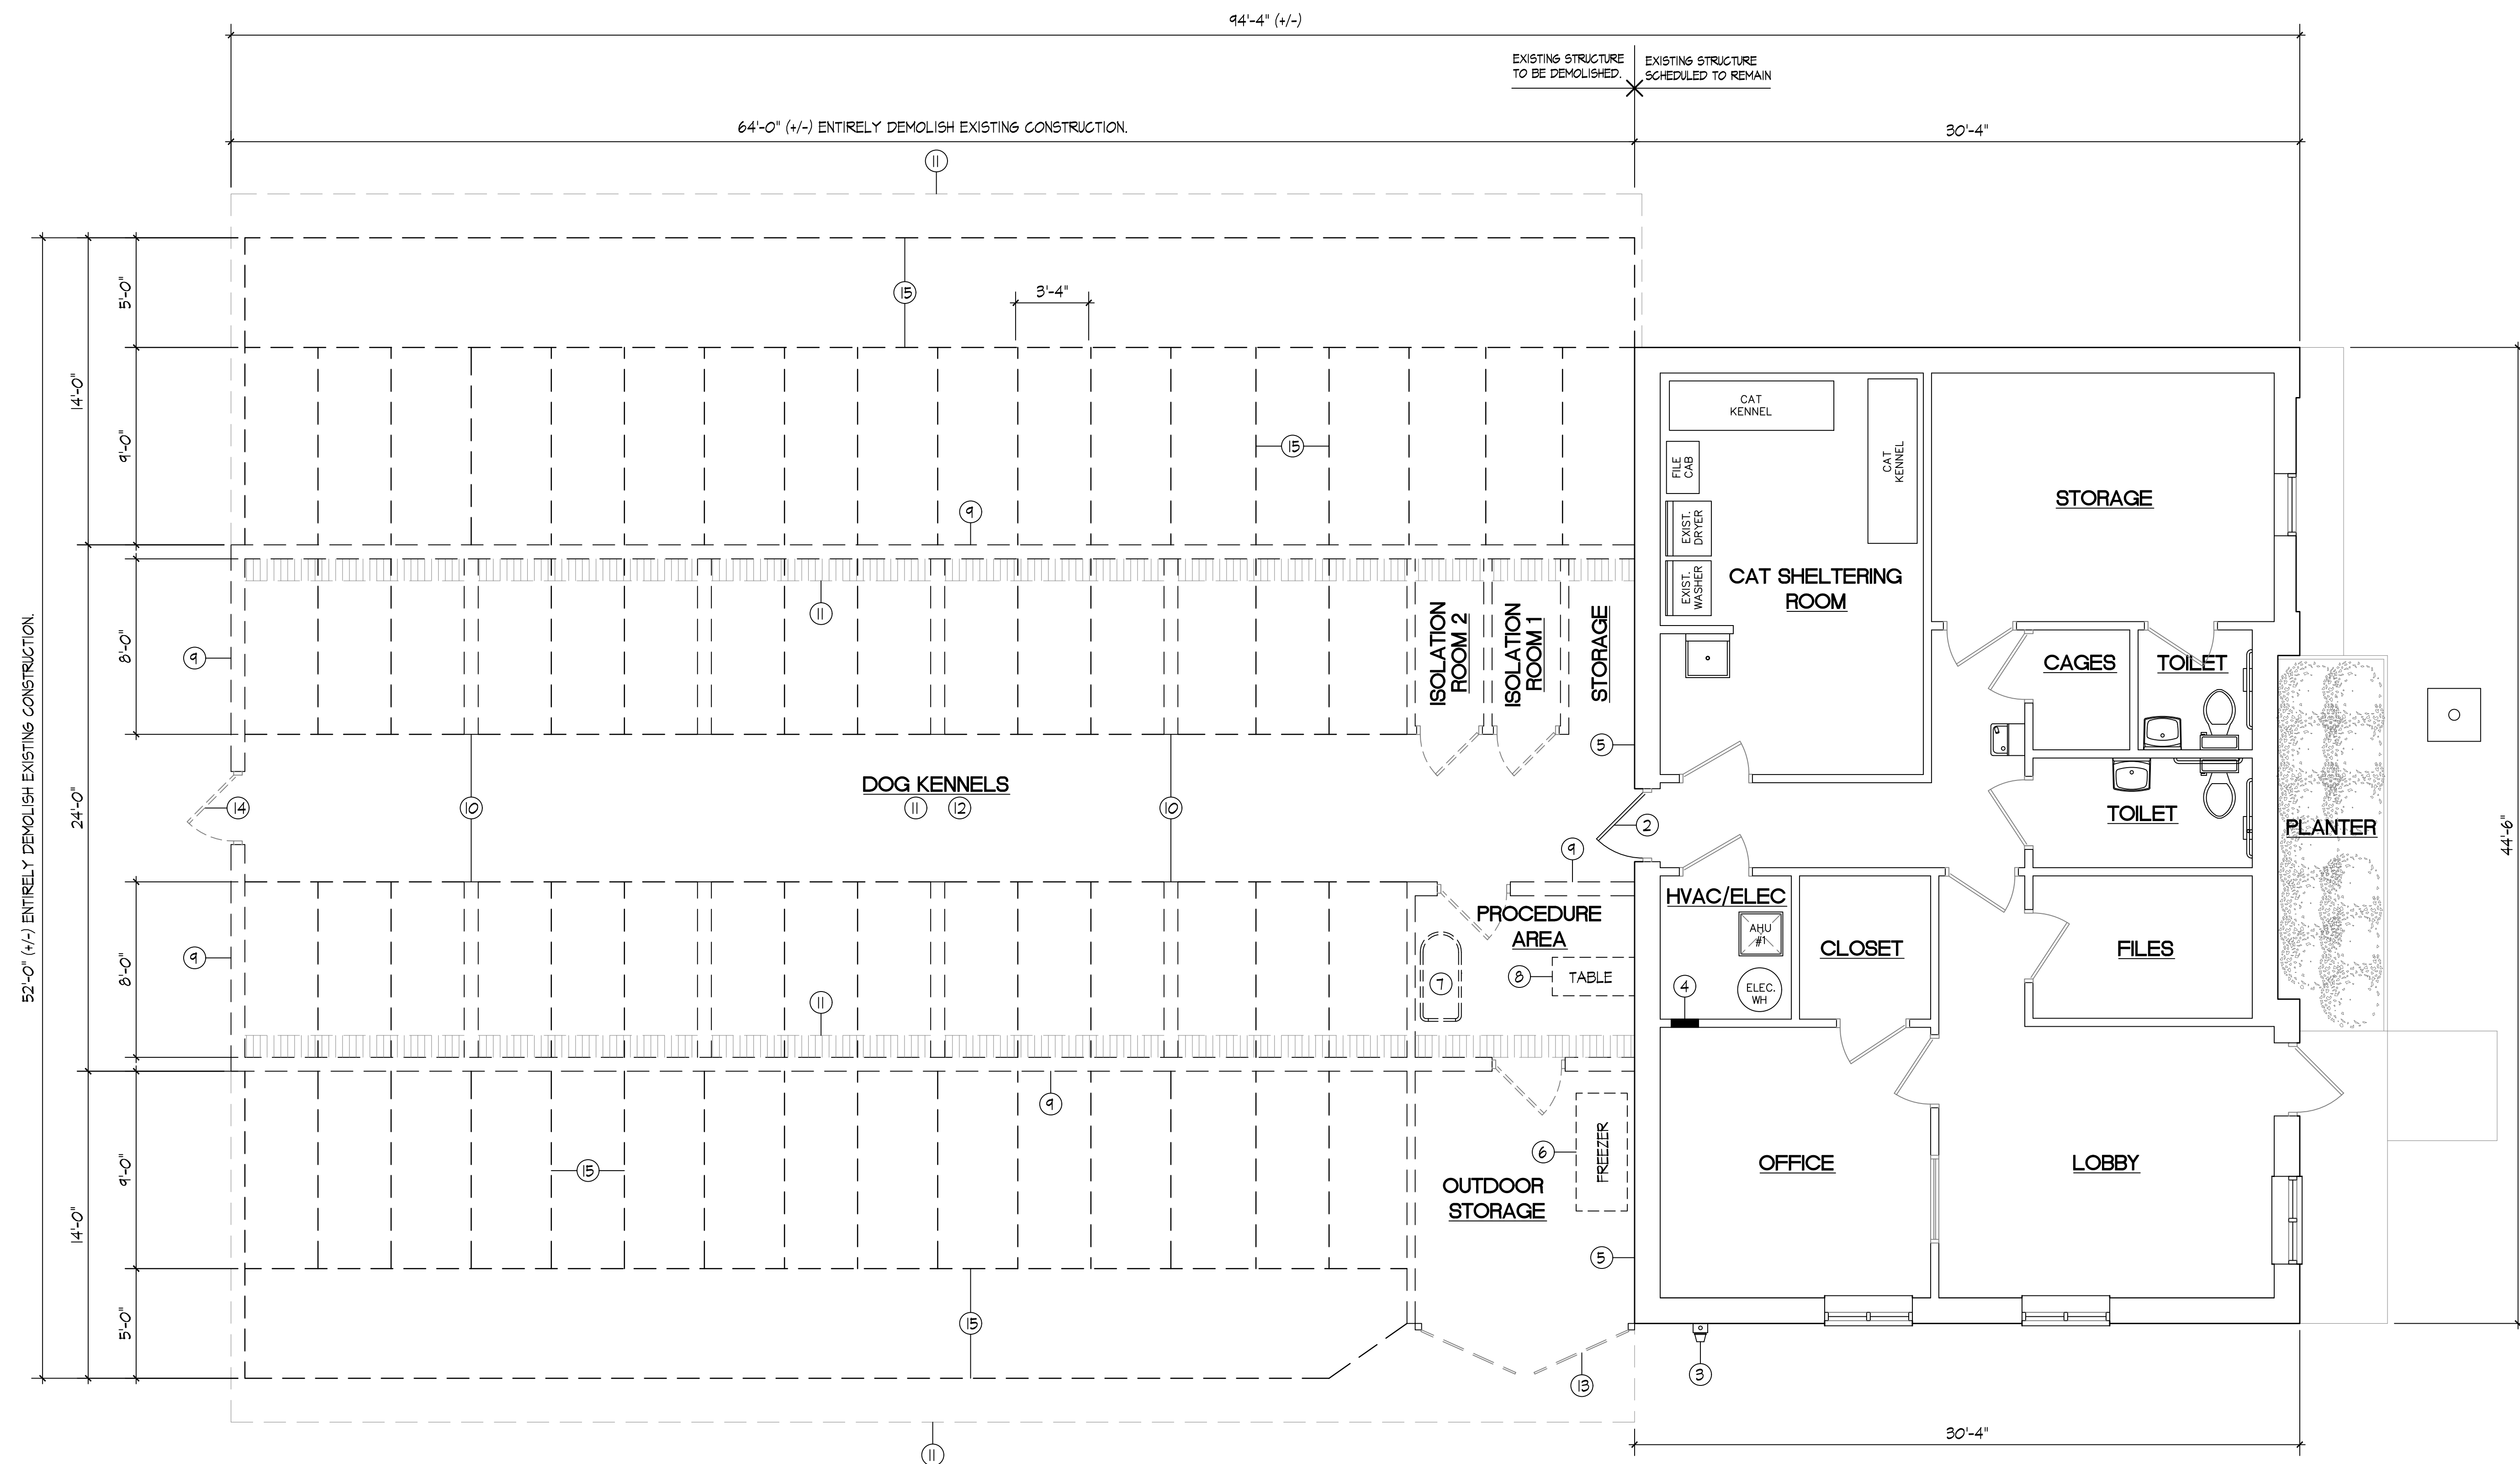 94'-4" (+/-)
EXISTING STRUCTURE
TO BE DEMOLISHED.
EXISTING STRUCTURE
SCHEDULED TO REMAIN
64'-0" (+/-) ENTIRELY DEMOLISH EXISTING CONSTRUCTION.
30'-4"
11
5'-0"
15
3'-4"
14'-0"
9'-0"
15
9
CAT
KENNEL
CAT
KENNEL
FILE
CAB
EXIST.
DRYER
EXIST.
WASHER
CAT SHELTERING
ROOM
STORAGE
52'-0" (+/-) ENTIRELY DEMOLISH EXISTING CONSTRUCTION.
8'-0"
9
11
ISOLATION
ROOM 2
ISOLATION
ROOM 1
STORAGE
5
CAGES
TOILET
24'-0"
14
10
DOG KENNELS
11
12
10
2
TOILET
PLANTER
44'-6"
9
PROCEDURE
AREA
HVAC/ELEC
AHU
#1
CLOSET
FILES
8'-0"
9
11
7
8
TABLE
4
ELEC.
WH
9
9'-0"
15
6
FREEZER
OUTDOOR
STORAGE
OFFICE
LOBBY
14'-0"
5
5'-0"
15
13
3
11
30'-4"